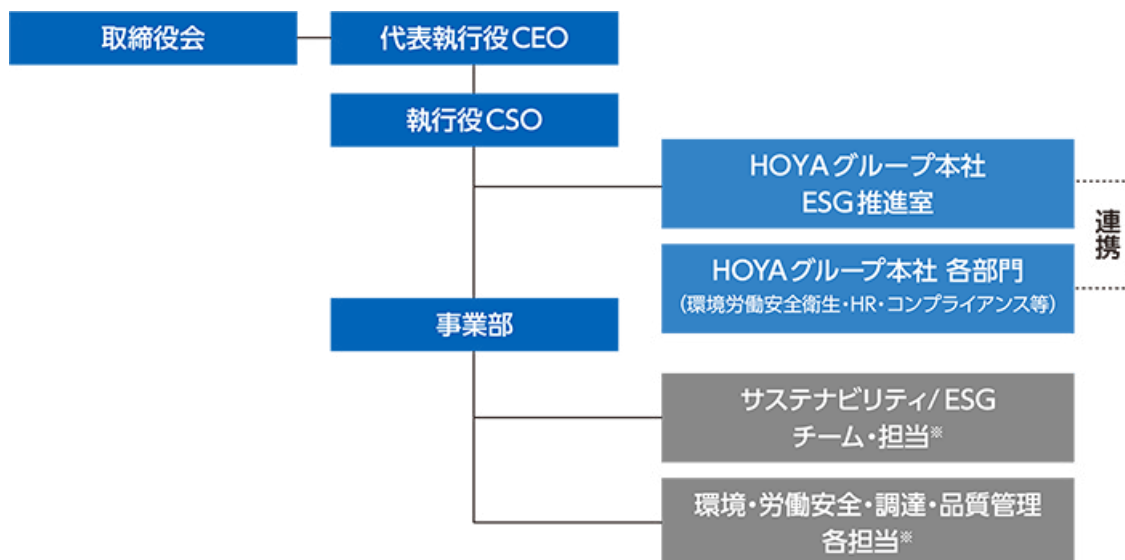 取締役会
代表執行役CEO
執行役CSO
HOYAグループ本社
ESG推進室
連携
HOYAグループ本社 各部門
(環境労働安全衛生・HR・コンプライアンス等)
事業部
サステナビリティ/ESG
チーム・担当※
環境・労働安全・調達・品質管理
各担当※